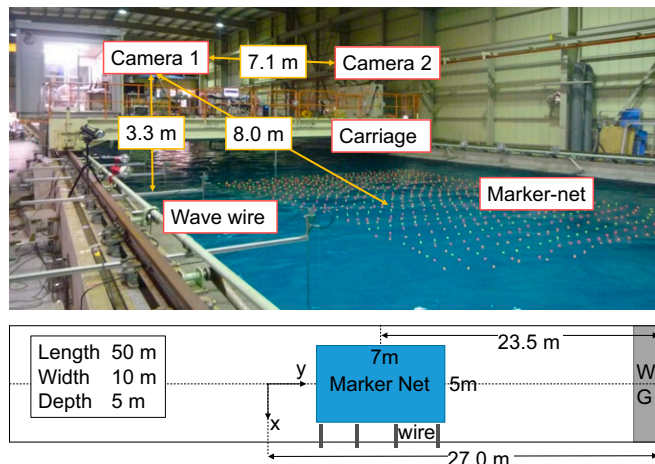 Camera 1
7.1 m
Camera 2
3.3 m
8.0 m
Carriage
Marker-net
Wave wire
Length 50 m
Width 10 m
Depth 5 m
23.5 m
7m
y
Marker Net
5m
W
G
x
wire
27.0 m